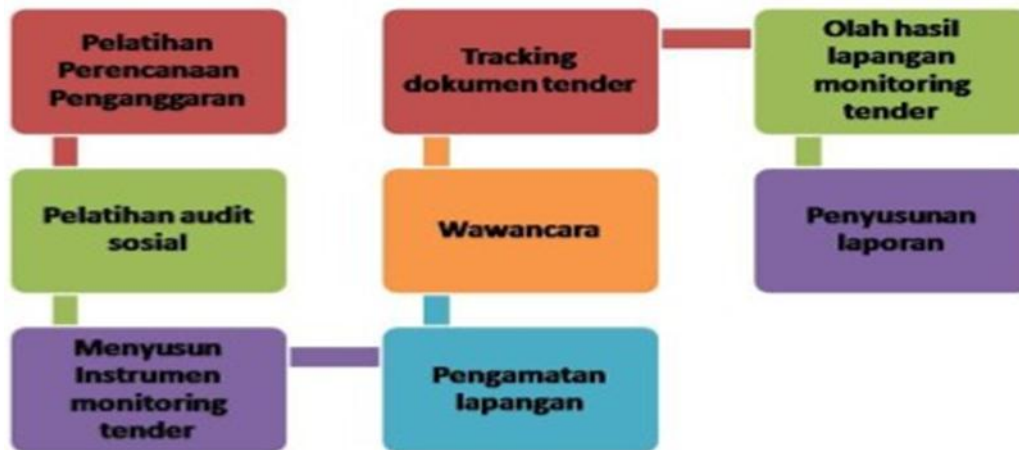 Pelatihan
Perencanaan
Penganggaran
Pelatihan audit
sosial
Menyusun
Instrumen
monitoring
tender
Pengamatan
lapangan
Wawancara
Tracking
dokumen tender
Olah hasil
lapangan
monitoring
tender
Penyusunan
laporan